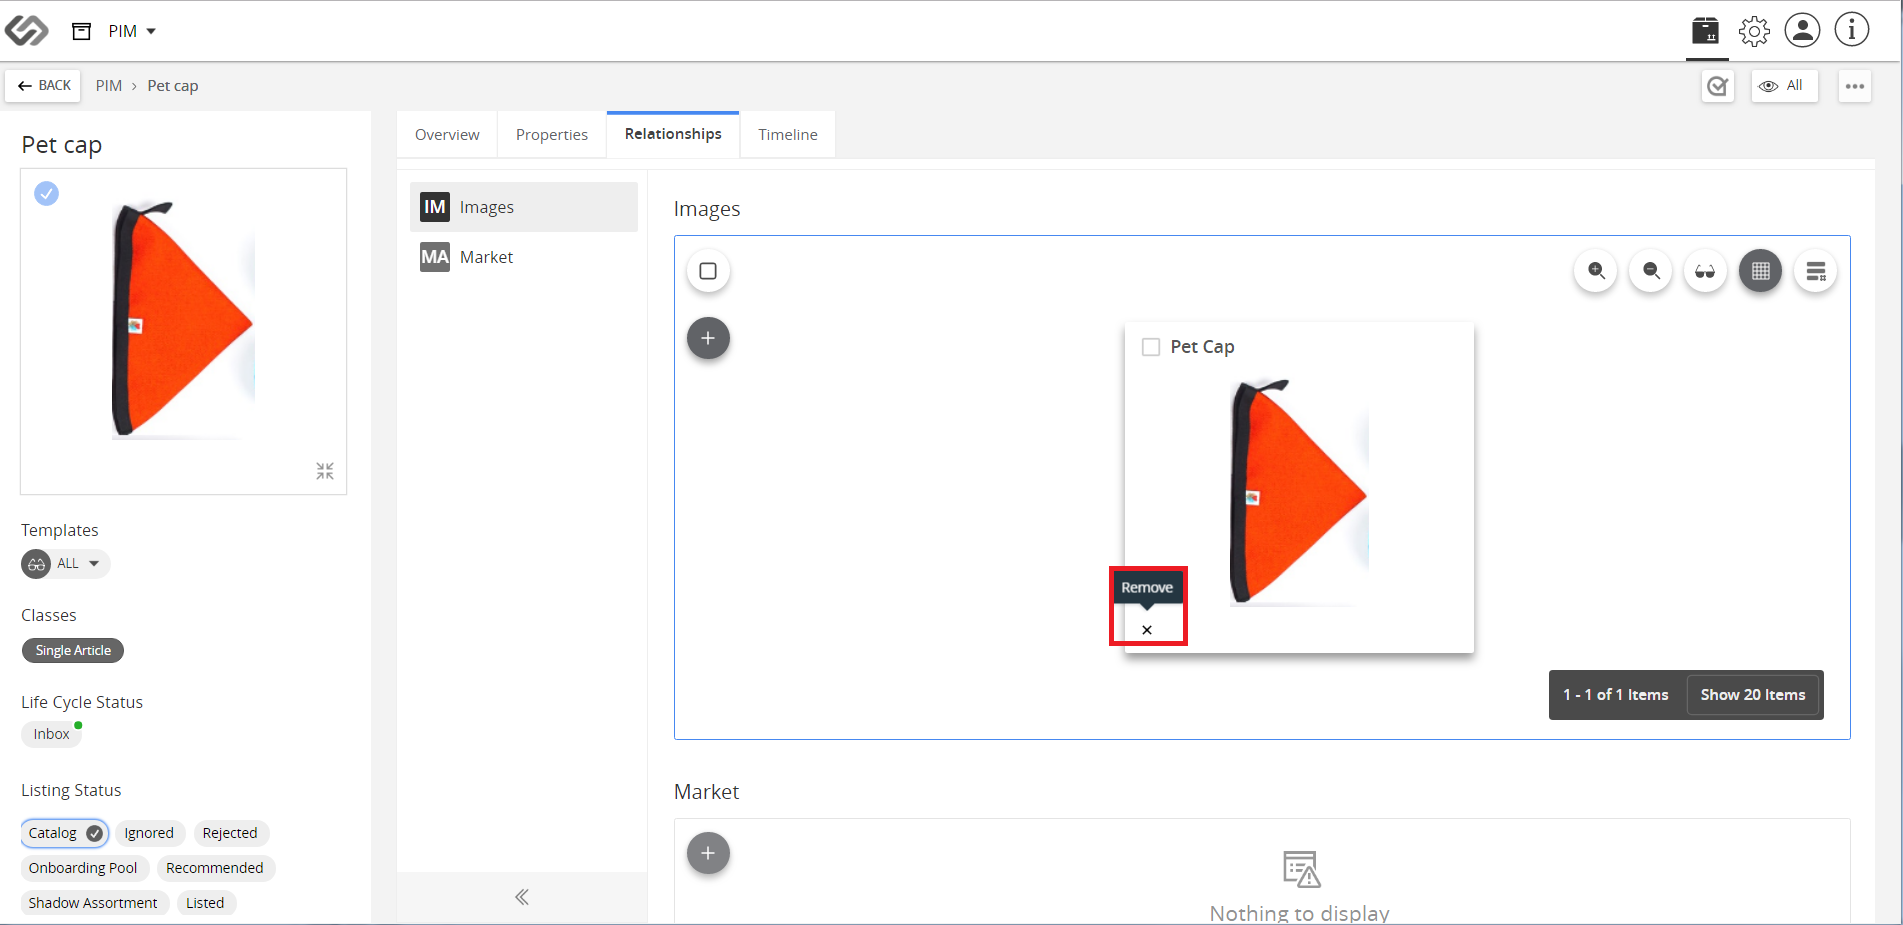 PIM
BACK
PIM › Pet cap
All
Pet cap
Templates
ALL
Classes
Single Article
Life Cycle Status
Inbox
Listing Status
Catalog Ignored Rejected
Onboarding Pool Recommended
Shadow Assortment Listed
Overview Properties Relationships Timeline
IM Images
MA Market
Images
Pet Cap
Remove
1 - 1 of 1 Items Show 20 Items
Market
Nothing to display